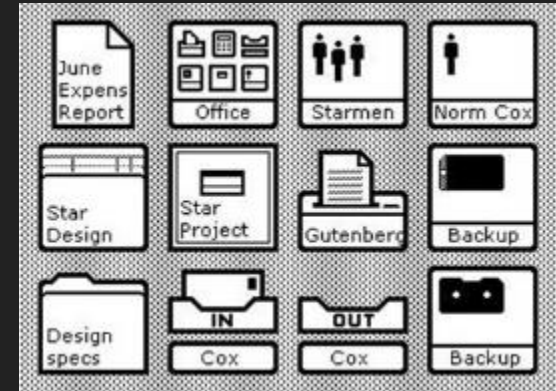 June
Expens
Report
Office
Starmen
Norm Cox
Star
Design
Star
Project
Gutenberg
Backup
Design
specs
IN
Cox
OUT
Cox
Backup